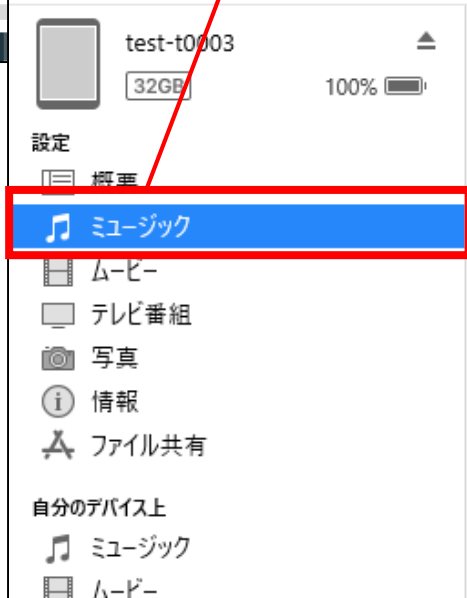 test-t0003
32GB 100%
設定
概要
ミュージック
ムービー
テレビ番組
写真
情報
ファイル共有
自分のデバイス上
ミュージック
ムービー